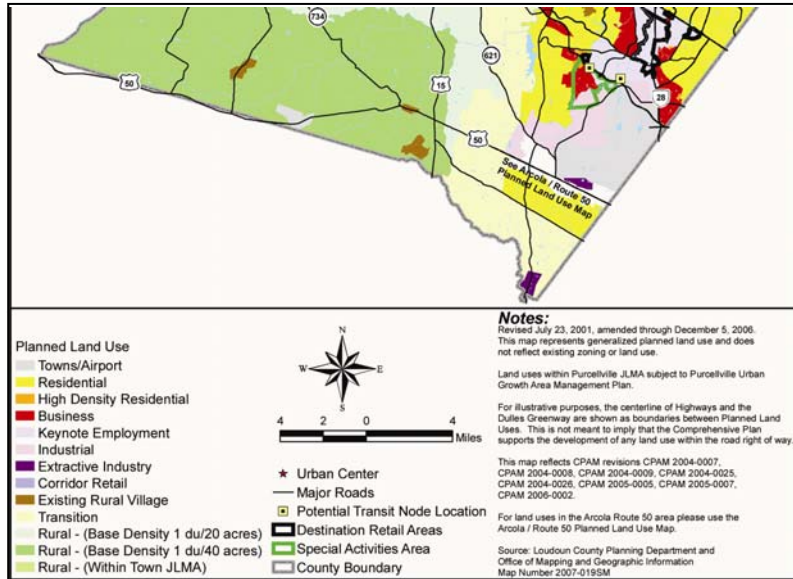 734
50
621
15
28
50
See Arcola / Route 50
Planned Land Use Map
Planned Land Use
Towns/Airport
Residential
High Density Residential
Business
Keynote Employment
Industrial
Extractive Industry
Corridor Retail
Existing Rural Village
Transition
Rural - (Base Density 1 du/20 acres)
Rural - (Base Density 1 du/40 acres)
Rural - (Within Town JLMA)
N
W E
S
4 2 0 4
Miles
Urban Center
Major Roads
Potential Transit Node Location
Destination Retail Areas
Special Activities Area
County Boundary
Notes:
Revised July 23, 2001, amended through December 5, 2006.
This map represents generalized planned land use and does
not reflect existing zoning or land use.
Land uses within Purcellville JLMA subject to Purcellville Urban
Growth Area Management Plan.
For illustrative purposes, the centerline of Highways and the
Dulles Greenway are shown as boundaries between Planned Land
Uses. This is not meant to imply that the Comprehensive Plan
supports the development of any land use within the road right of way.
This map reflects CPAM revisions CPAM 2004-0007,
CPAM 2004-0008, CPAM 2004-0009, CPAM 2004-0025,
CPAM 2004-0026, CPAM 2005-0005, CPAM 2005-0007,
CPAM 2006-0002.
For land uses in the Arcola Route 50 area please use the
Arcola / Route 50 Planned Land Use Map.
Source: Loudoun County Planning Department and
Office of Mapping and Geographic Information
Map Number 2007-019SM